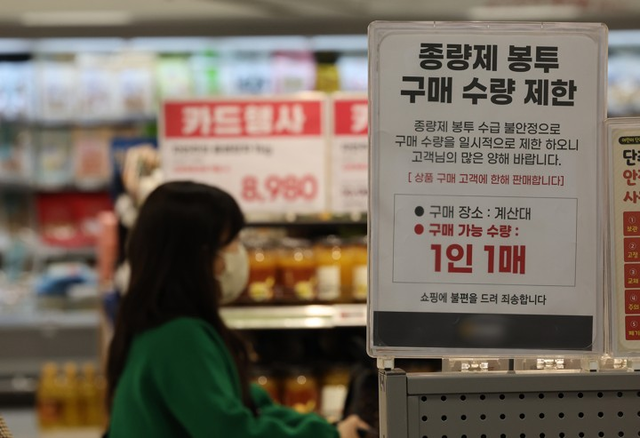 종량제 봉투
구매 수량 제한
종량제 봉투 수급 불안정으로
구매 수량을 일시적으로 제한 하오니
고객님의 많은 양해 바랍니다.
[ 상품 구매 고객에 한해 판매합니다]
● 구매 장소 : 계산대
● 구매 가능 수량 :
1인 1매
쇼핑에 불편을 드려 죄송합니다
카드행사
8,980